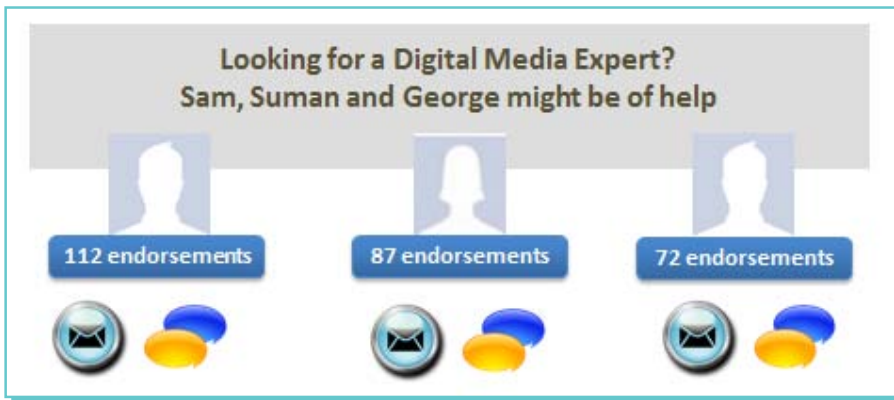 Looking for a Digital Media Expert?
Sam, Suman and George might be of help
112 endorsements
87 endorsements
72 endorsements